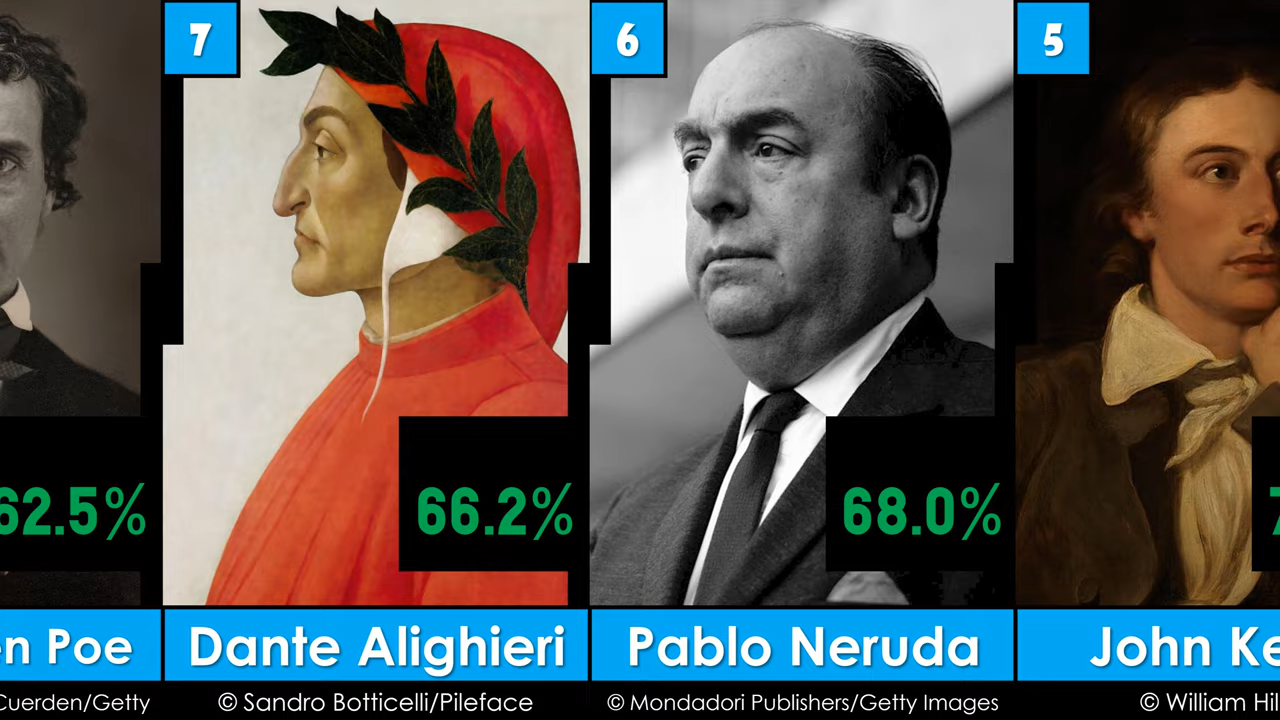 7
6
5
62.5%
66.2%
68.0%
7
en Poe
Dante Alighieri
Pablo Neruda
John Ke
Cuerden/Getty
© Sandro Botticelli/Pileface
© Mondadori Publishers/Getty Images
© William Hil